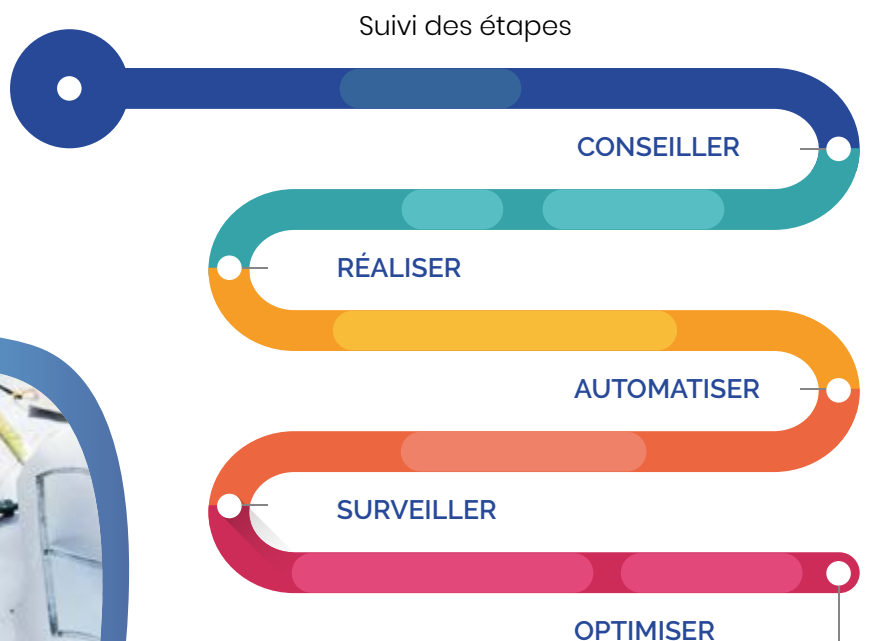 Suivi des étapes
CONSEILLER
RÉALISER
AUTOMATISER
SURVEILLER
OPTIMISER